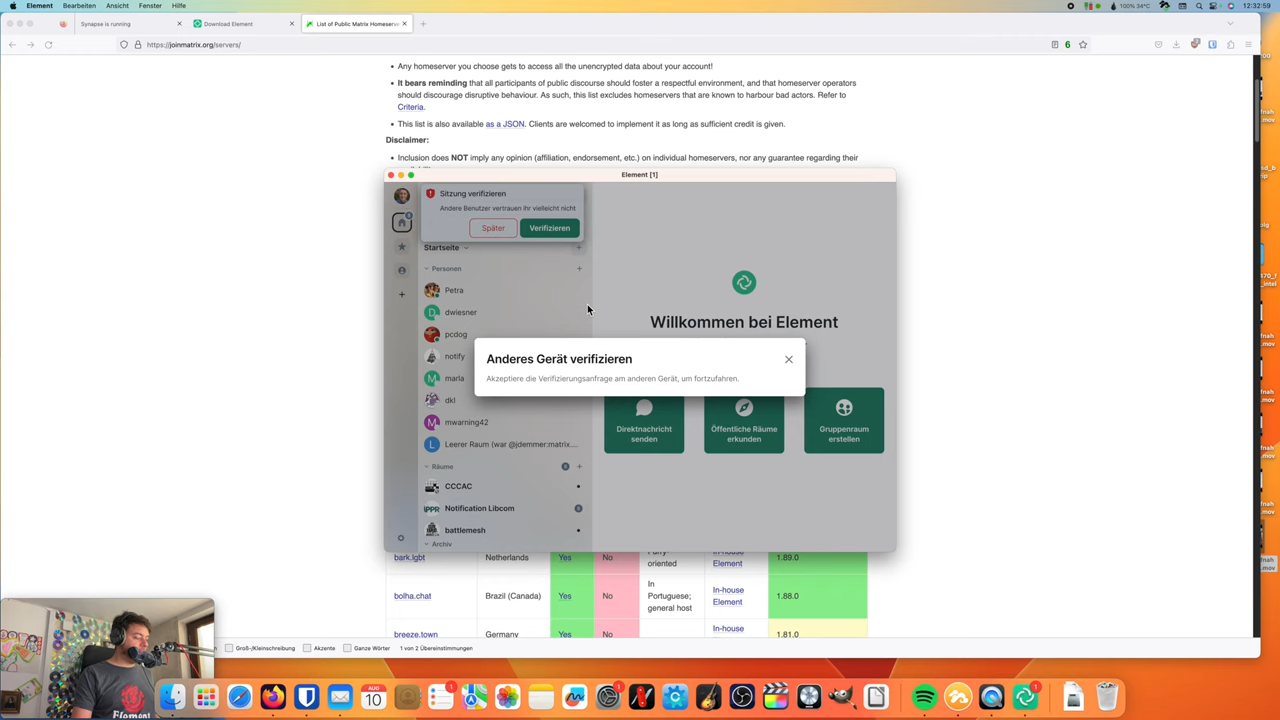 Element Bearbeiten Ansicht Fenster Hilfe
100% 34°C
12:32:59
Synapse is running
Download Element
List of Public Matrix Homeserve
https://joinmatrix.org/servers/
6
Any homeserver you choose gets to access all the unencrypted data about your account!
It bears reminding that all participants of public discourse should foster a respectful environment, and that homeserver operators
should discourage disruptive behaviour. As such, this list excludes homeservers that are known to harbour bad actors. Refer to
Criteria.
This list is also available as a JSON. Clients are welcomed to implement it as long as sufficient credit is given.
Disclaimer:
Inclusion does NOT imply any opinion (affiliation, endorsement, etc.) on individual homeservers, nor any guarantee regarding their
Element [1]
Sitzung verifizieren
Andere Benutzer vertrauen ihr vielleicht nicht
Später
Verifizieren
Startseite
Personen
Petra
dwiesner
pcdog
notify
marla
dkl
mwarning42
Leerer Raum (war @jdemmer:matrix....
Räume
CCCAC
Notification Libcom
battlemesh
Archiv
Willkommen bei Element
Anderes Gerät verifizieren
Akzeptiere die Verifizierungsanfrage am anderen Gerät, um fortzufahren.
Direktnachricht
senden
Öffentliche Räume
erkunden
Gruppenraum
erstellen
bark.lgbt
Netherlands
Yes
No
oriented
Element
1.89.0
bolha.chat
Brazil (Canada)
Yes
No
In
Portuguese;
general host
In-house
Element
1.88.0
breeze.town
Germany
Yes
No
In-house
1.81.0
Groß-/Kleinschreibung
Akzente
Ganze Wörter
1 von 2 Übereinstimmungen
AUG
10
Element